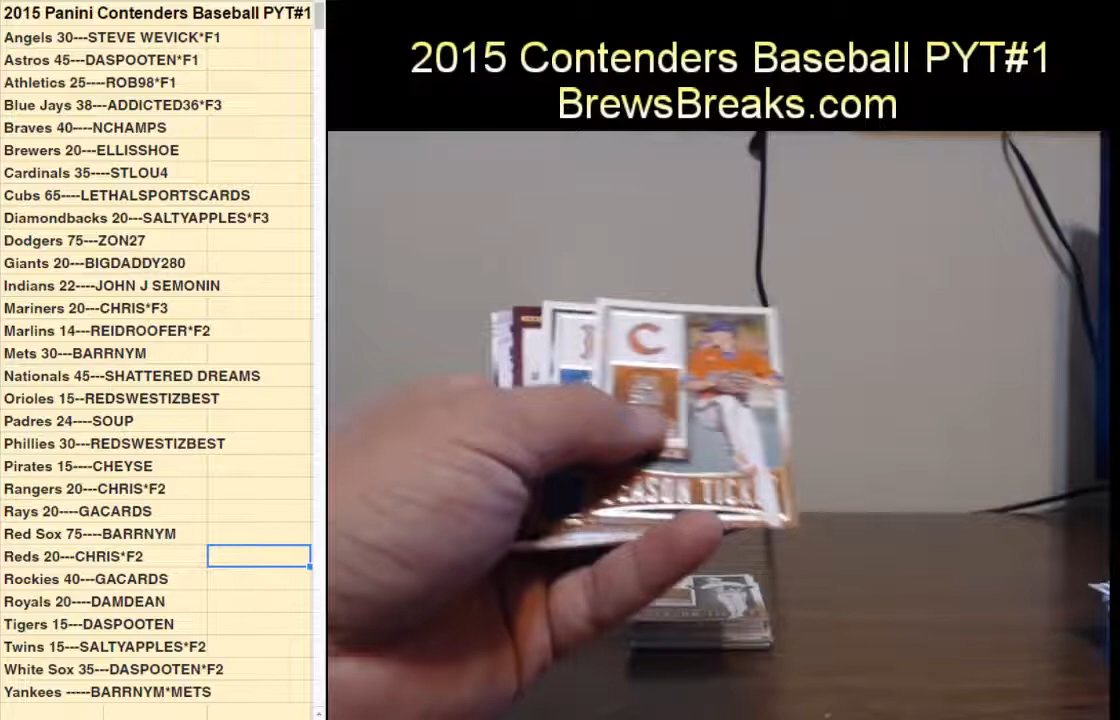 2015 Panini Contenders Baseball PYT#1
Angels 30---STEVE WEVICK*F1
Astros 45---DASPOOTEN*F1
Athletics 25----ROB98*F1
Blue Jays 38---ADDICTED36*F3
Braves 40----NCHAMPS
Brewers 20---ELLISSHOE
Cardinals 35----STLOU4
Cubs 65----LETHALSPORTSCARDS
Diamondbacks 20---SALTYAPPLES*F3
Dodgers 75---ZON27
Giants 20---BIGDADDY280
Indians 22----JOHN J SEMONIN
Mariners 20---CHRIS*F3
Marlins 14---REIDROOFER*F2
Mets 30---BARRNYM
Nationals 45---SHATTERED DREAMS
Orioles 15--REDSWESTIZBEST
Padres 24----SOUP
Phillies 30---REDSWESTIZBEST
Pirates 15----CHEYSE
Rangers 20---CHRIS*F2
Rays 20----GACARDS
Red Sox 75----BARRNYM
Reds 20---CHRIS*F2
Rockies 40---GACARDS
Royals 20----DAMDEAN
Tigers 15----DASPOOTEN
Twins 15----SALTYAPPLES*F2
White Sox 35---DASPOOTEN*F2
Yankees -----BARRNYM*METS
2015 Contenders Baseball PYT#1
BrewsBreaks.com
C